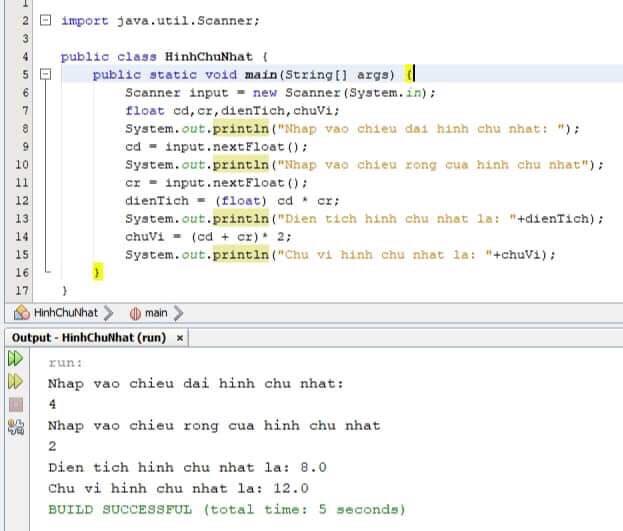 1
2 import java.util.Scanner;
3
4 public class HinhChuNhat {
5 public static void main(String[] args) {
6 Scanner input = new Scanner(System.in);
7 float cd,cr,dienTich,chuVi;
8 System.out.println("Nhap vao chieu dai hinh chu nhat: ");
9 cd = input.nextFloat();
10 System.out.println("Nhap vao chieu rong cua hinh chu nhat");
11 cr = input.nextFloat();
12 dienTich = (float) cd * cr;
13 System.out.println("Dien tich hinh chu nhat la: "+dienTich);
14 chuVi = (cd + cr)* 2;
15 System.out.println("Chu vi hinh chu nhat la: "+chuVi);
16 }
17 }
HinhChuNhat main
Output - HinhChuNhat (run) x
run:
Nhap vao chieu dai hinh chu nhat:
4
Nhap vao chieu rong cua hinh chu nhat
2
Dien tich hinh chu nhat la: 8.0
Chu vi hinh chu nhat la: 12.0
BUILD SUCCESSFUL (total time: 5 seconds)